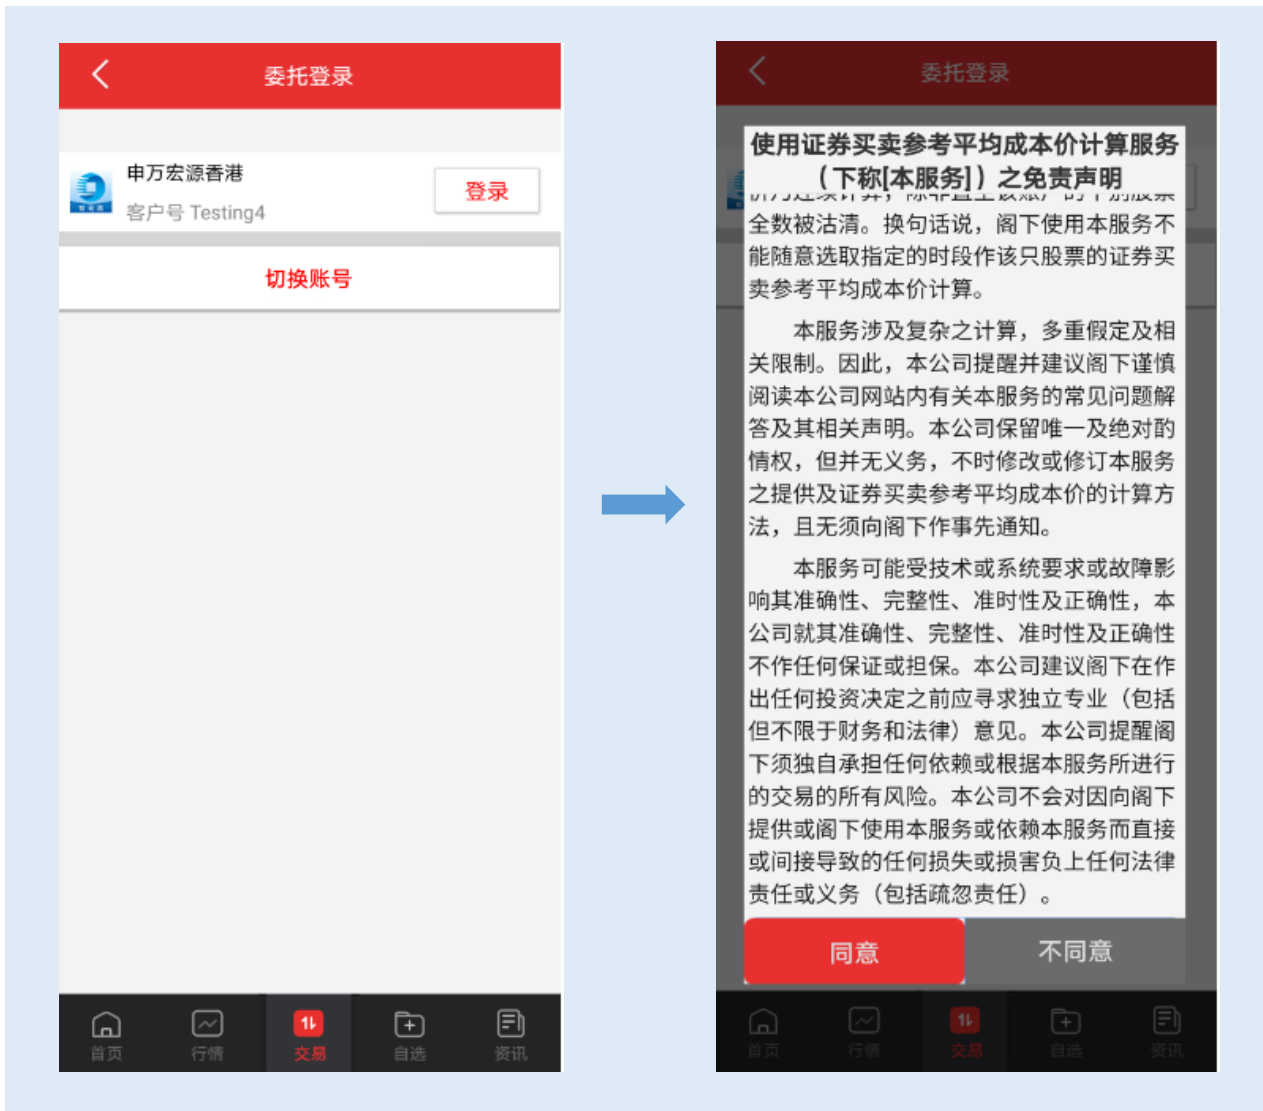 委托登录
申万宏源香港
客户号 Testing4
登录
切换账号
首页
行情
交易
自选
资讯
委托登录
使用证券买卖参考平均成本价计算服务
（下称[本服务]）之免责声明
全数被沽清。换句话说，阁下使用本服务不
能随意选取指定的时段作该只股票的证券买
卖参考平均成本价计算。
本服务涉及复杂之计算，多重假定及相
关限制。因此，本公司提醒并建议阁下谨慎
阅读本公司网站内有关本服务的常见问题解
答及其相关声明。本公司保留唯一及绝对酌
情权，但并无义务，不时修改或修订本服务
之提供及证券买卖参考平均成本价的计算方
法，且无须向阁下作事先通知。
本服务可能受技术或系统要求或故障影
响其准确性、完整性、准时性及正确性，本
公司就其准确性、完整性、准时性及正确性
不作任何保证或担保。本公司建议阁下在作
出任何投资决定之前应寻求独立专业（包括
但不限于财务和法律）意见。本公司提醒阁
下须独自承担任何依赖或根据本服务所进行
的交易的所有风险。本公司不会对因向阁下
提供或阁下使用本服务或依赖本服务而直接
或间接导致的任何损失或损害负上任何法律
责任或义务（包括疏忽责任）。
同意
不同意
首页
行情
交易
自选
资讯